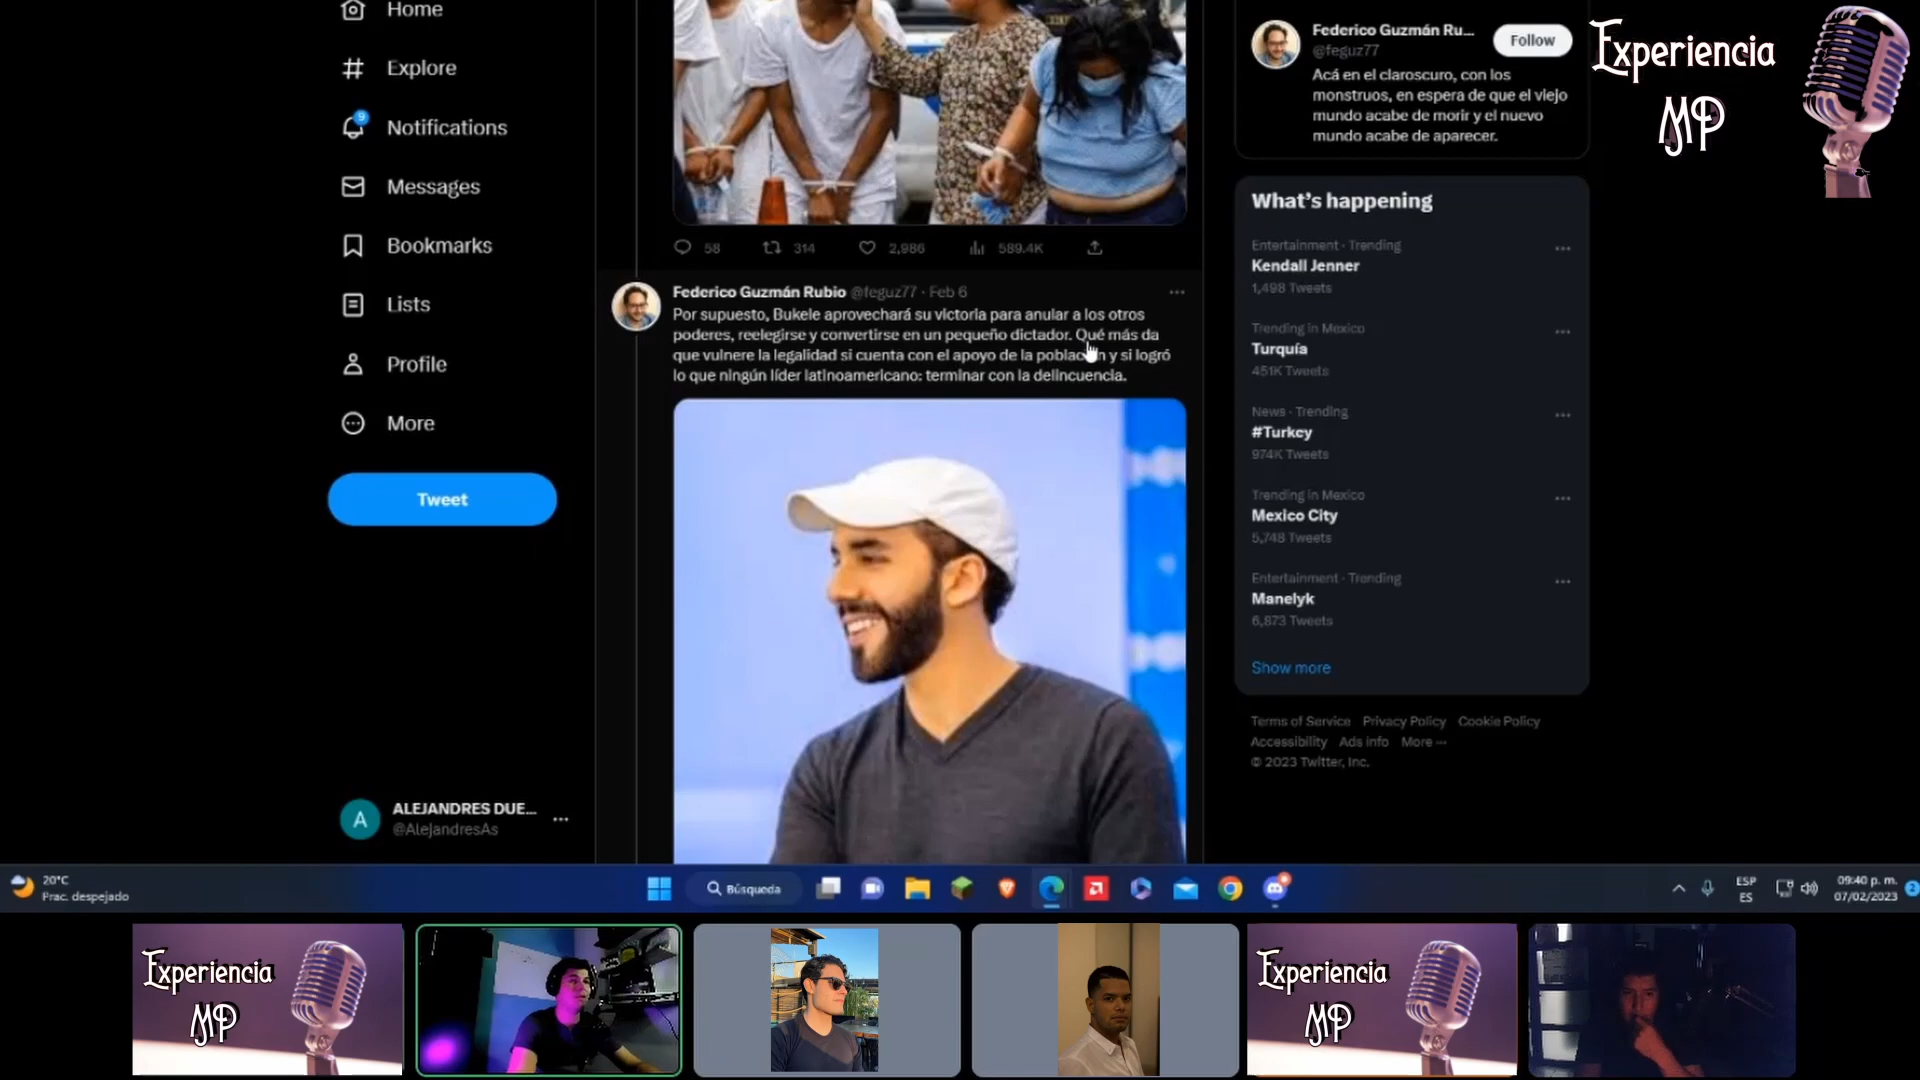 Home
Explore
9
Notifications
Messages
Bookmarks
Lists
Profile
More
Tweet
ALEJANDRES DUE...
@AlejandresAs
A
58
314
2,986
589.4K
Federico Guzmán Rubio @feguz77 · Feb 6
Por supuesto, Bukele aprovechará su victoria para anular a los otros
poderes, reelegirse y convertirse en un pequeño dictador. Qué más da
que vulnere la legalidad si cuenta con el apoyo de la población y si logró
lo que ningún líder latinoamericano: terminar con la delincuencia.
Federico Guzmán Ru...
@feguz77
Follow
Acá en el claroscuro, con los
monstruos, en espera de que el viejo
mundo acabe de morir y el nuevo
mundo acabe de aparecer.
What's happening
Entertainment · Trending
Kendall Jenner
1,498 Tweets
Trending in Mexico
Turquía
451K Tweets
News · Trending
#Turkey
974K Tweets
Trending in Mexico
Mexico City
5,748 Tweets
Entertainment · Trending
Manelyk
6,873 Tweets
Show more
Terms of Service Privacy Policy Cookie Policy
Accessibility Ads info More ...
© 2023 Twitter, Inc.
Experiencia
MP
20°C
Prac. despejado
Búsqueda
ESP
ES
09:40 p. m.
07/02/2023
2
Experiencia
MP
Experiencia
MP